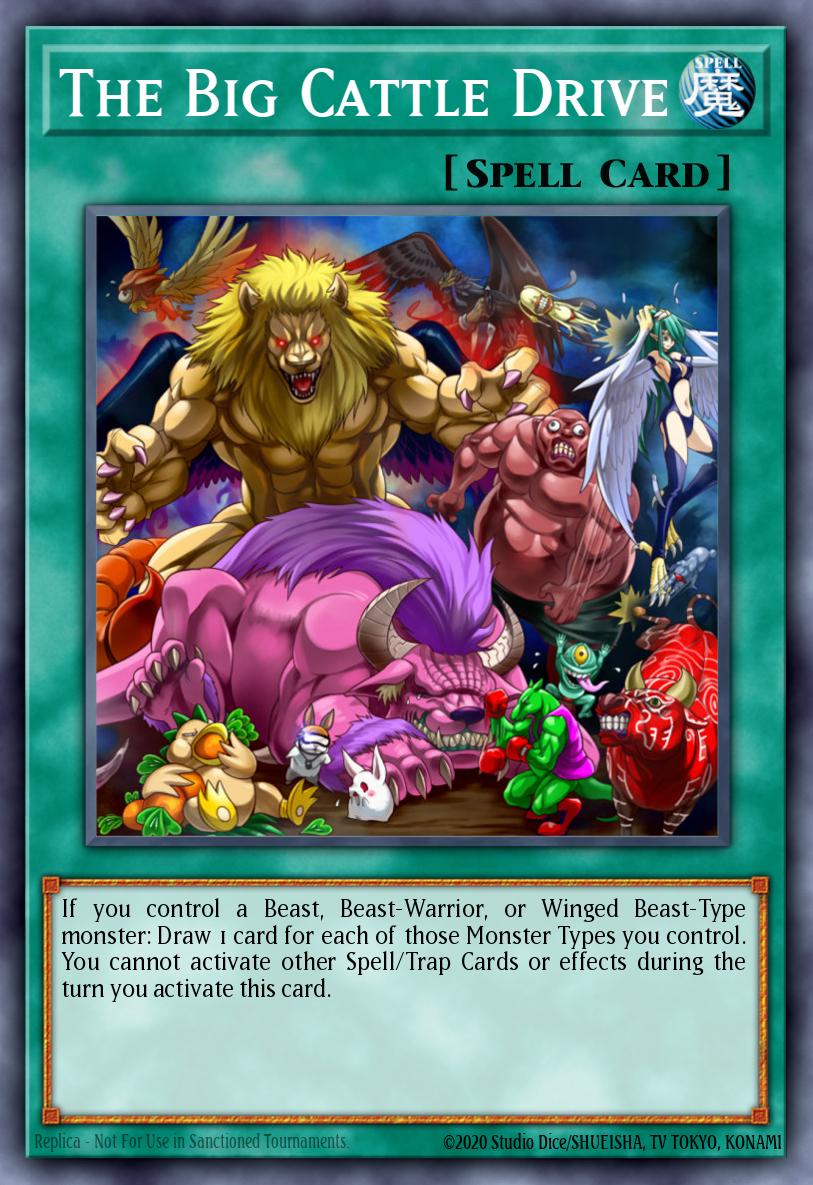 The Big Cattle Drive
SPELL
魔
[ Spell Card ]
If you control a Beast, Beast-Warrior, or Winged Beast-Type
monster: Draw 1 card for each of those Monster Types you control.
You cannot activate other Spell/Trap Cards or effects during the
turn you activate this card.
Replica - Not For Use in Sanctioned Tournaments.
©2020 Studio Dice/SHUEISHA, TV TOKYO, KONAMI